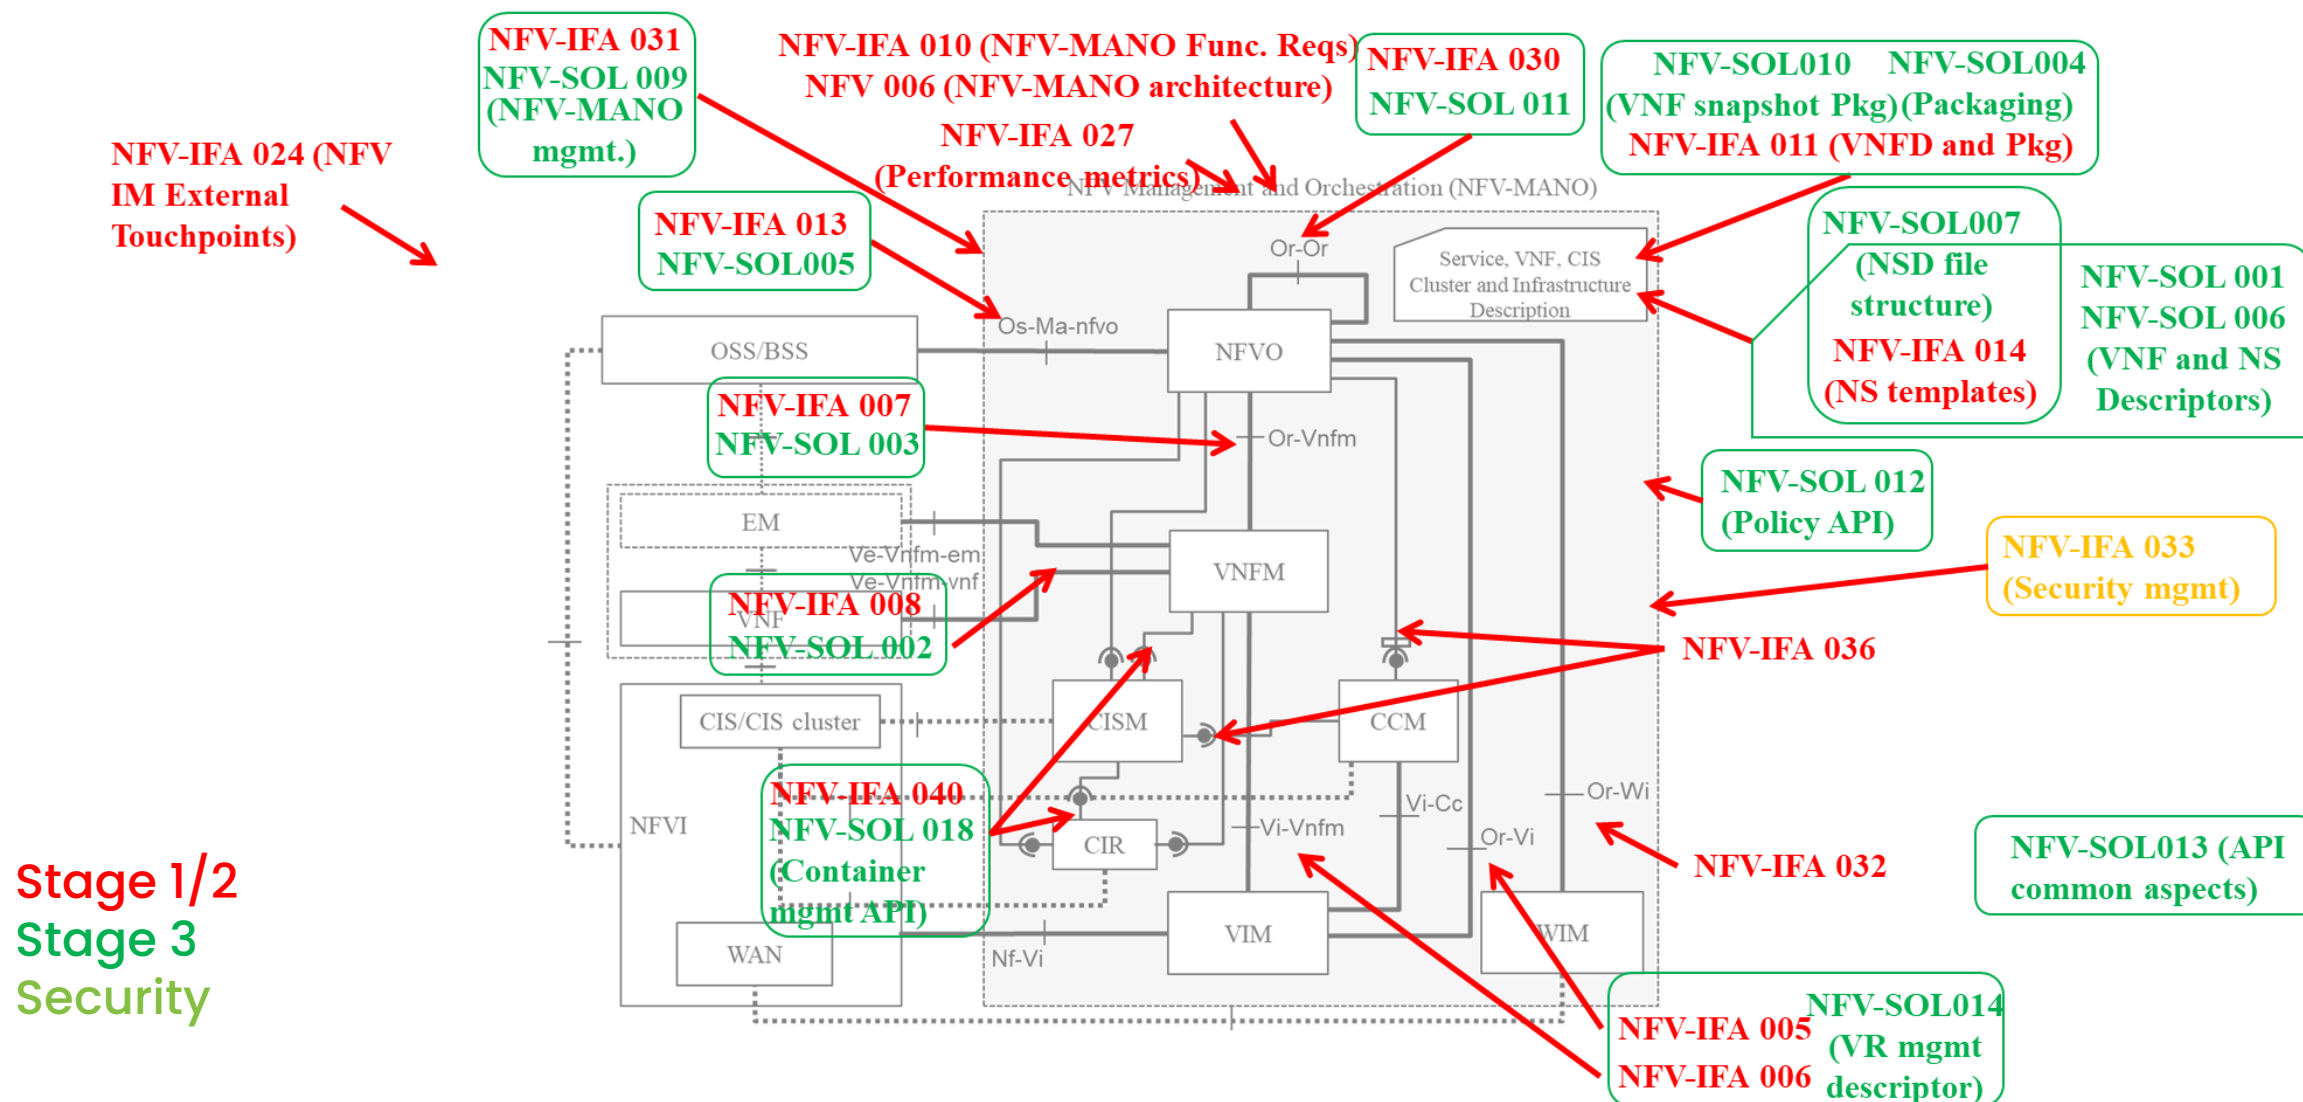 NFV-IFA 031
NFV-SOL 009
(NFV-MANO
mgmt.)
NFV-IFA 010 (NFV-MANO Func. Reqs)
NFV 006 (NFV-MANO architecture)
NFV-IFA 027
(Performance metrics)
NFV-IFA 030
NFV-SOL 011
NFV-SOL010
(VNF snapshot Pkg)
NFV-SOL004
(Packaging)
NFV-IFA 011 (VNFD and Pkg)
NFV-IFA 024 (NFV
IM External
Touchpoints)
NFV-IFA 013
NFV-SOL005
NFV Management and Orchestration (NFV-MANO)
NFV-SOL007
(NSD file
structure)
NFV-IFA 014
(NS templates)
NFV-SOL 001
NFV-SOL 006
(VNF and NS
Descriptors)
Or-Or
Service, VNF, CIS
Cluster and Infrastructure
Description
Os-Ma-nfvo
OSS/BSS
NFVO
NFV-IFA 007
NFV-SOL 003
Or-Vnfm
NFV-SOL 012
(Policy API)
EM
Ve-Vnfm-em
Ve-Vnfm-vnf
VNFM
NFV-IFA 033
(Security mgmt)
NFV-IFA 008
VNF
NFV-SOL 002
NFV-IFA 036
CIS/CIS cluster
CISM
CCM
NFV-IFA 040
NFV-SOL 018
(Container
mgmt API)
NFVI
CIR
Vi-Vnfm
Vi-Cc
Or-Vi
Or-Wi
NFV-IFA 032
NFV-SOL013 (API
common aspects)
Stage 1/2
Stage 3
Security
WAN
Nf-Vi
VIM
WIM
NFV-IFA 005
NFV-IFA 006
NFV-SOL014
(VR mgmt
descriptor)